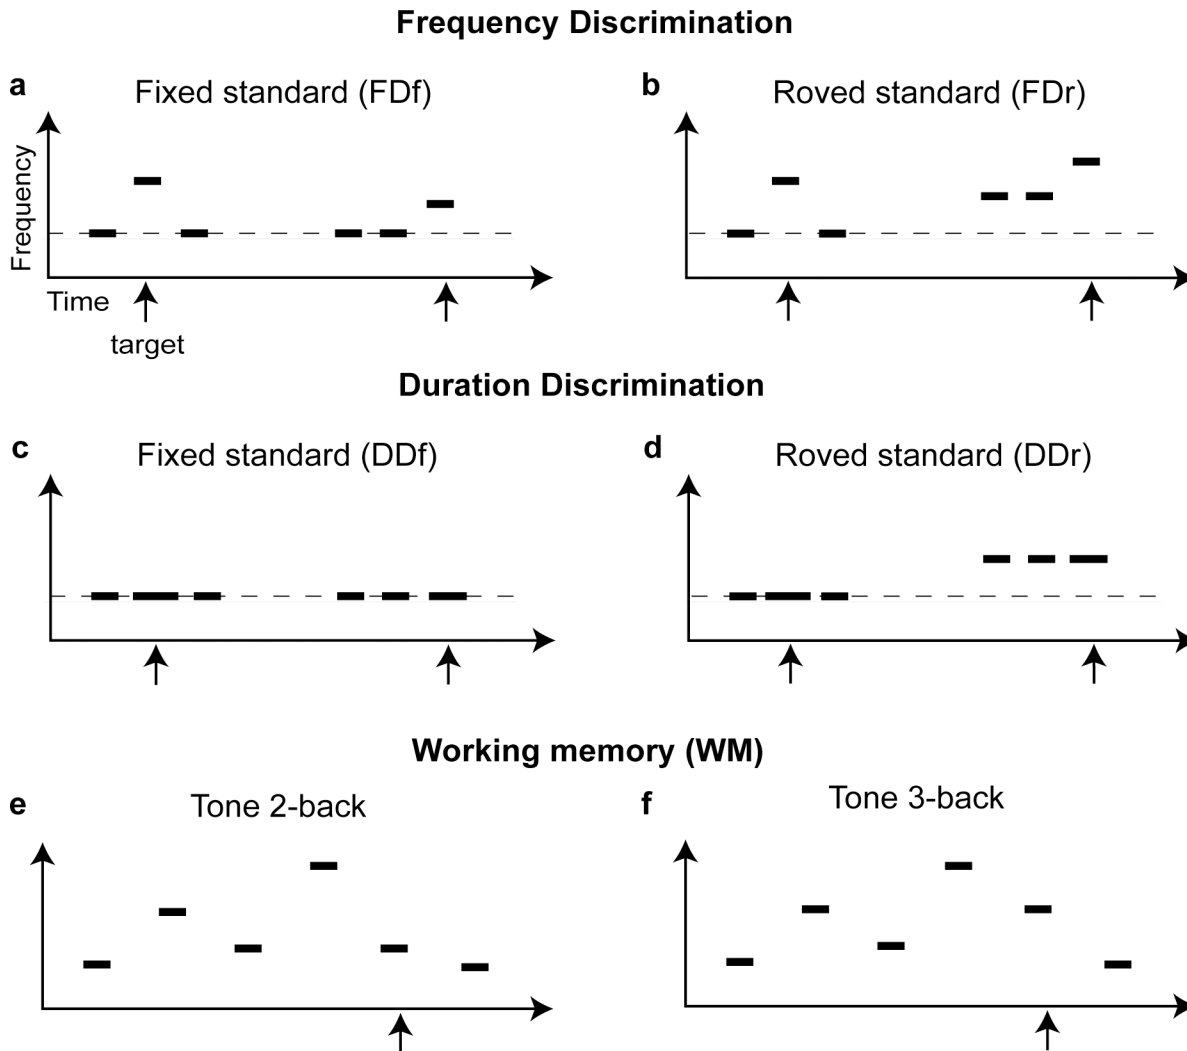 Frequency Discrimination
a
Fixed standard (FDf)
b
Roved standard (FDr)
Frequency
Time
target
Duration Discrimination
c
Fixed standard (DDf)
d
Roved standard (DDr)
Working memory (WM)
e
Tone 2-back
f
Tone 3-back